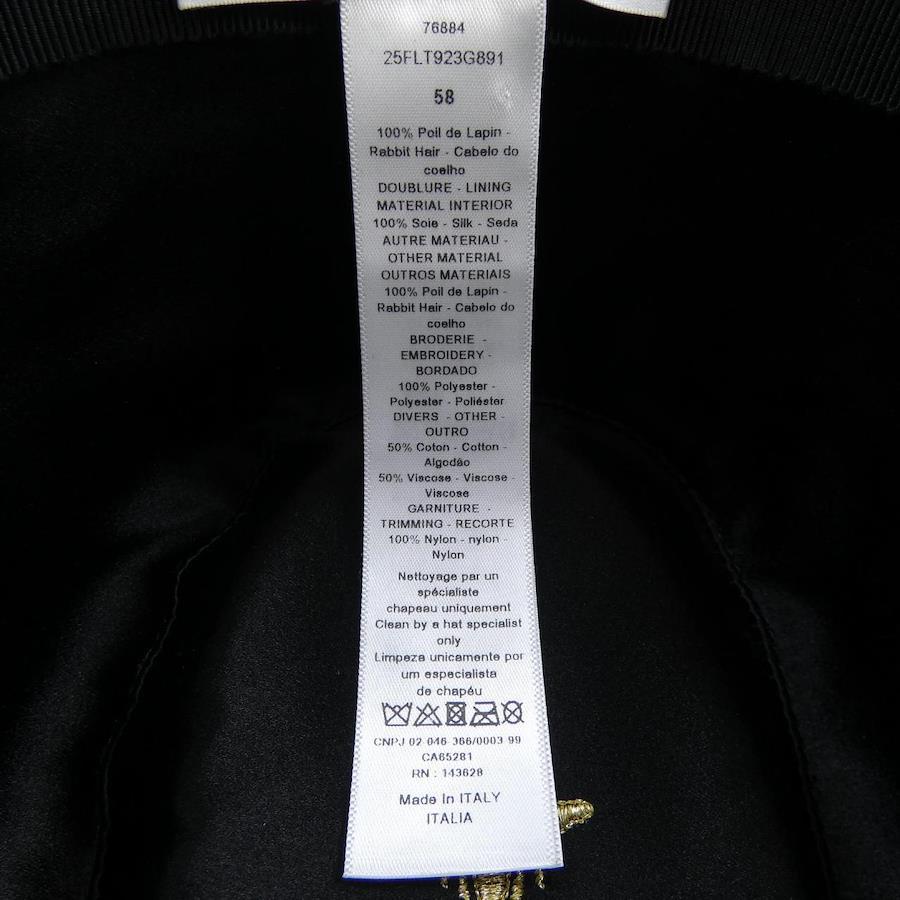 76884
25FLT923G891
58
100% Poil de Lapin -
Rabbit Hair - Cabelo do
coelho
DOUBLURE - LINING
MATERIAL INTERIOR
100% Soie - Silk - Seda
AUTRE MATERIAU -
OTHER MATERIAL
OUTROS MATERIAIS
100% Poil de Lapin -
Rabbit Hair - Cabelo do
coelho
BRODERIE -
EMBROIDERY -
BORDADO
100% Polyester -
Polyester - Poliéster
DIVERS - OTHER -
OUTRO
50% Coton - Cotton -
Algodão
50% Viscose - Viscose -
Viscose
GARNITURE -
TRIMMING - RECORTE
100% Nylon - nylon -
Nylon
Nettoyage par un
spécialiste
chapeau uniquement
Clean by a hat specialist
only
Limpeza unicamente por
um especialista
de chapéu
CNPJ 02-046-366/0003-99
CA65281
RN : 143628
Made In ITALY
ITALIA